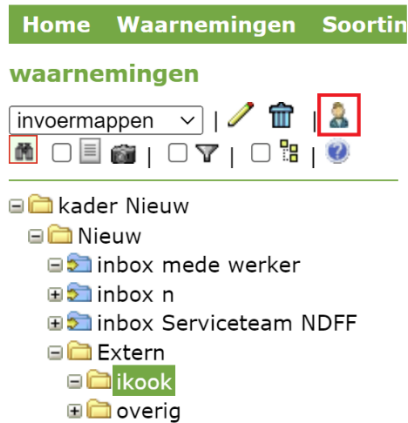 Home Waarnemingen Soortin
waarnemingen
invoermappen | |
| | |
kader Nieuw
Nieuw
inbox mede werker
inbox n
inbox Serviceteam NDFF
Extern
ikook
overig